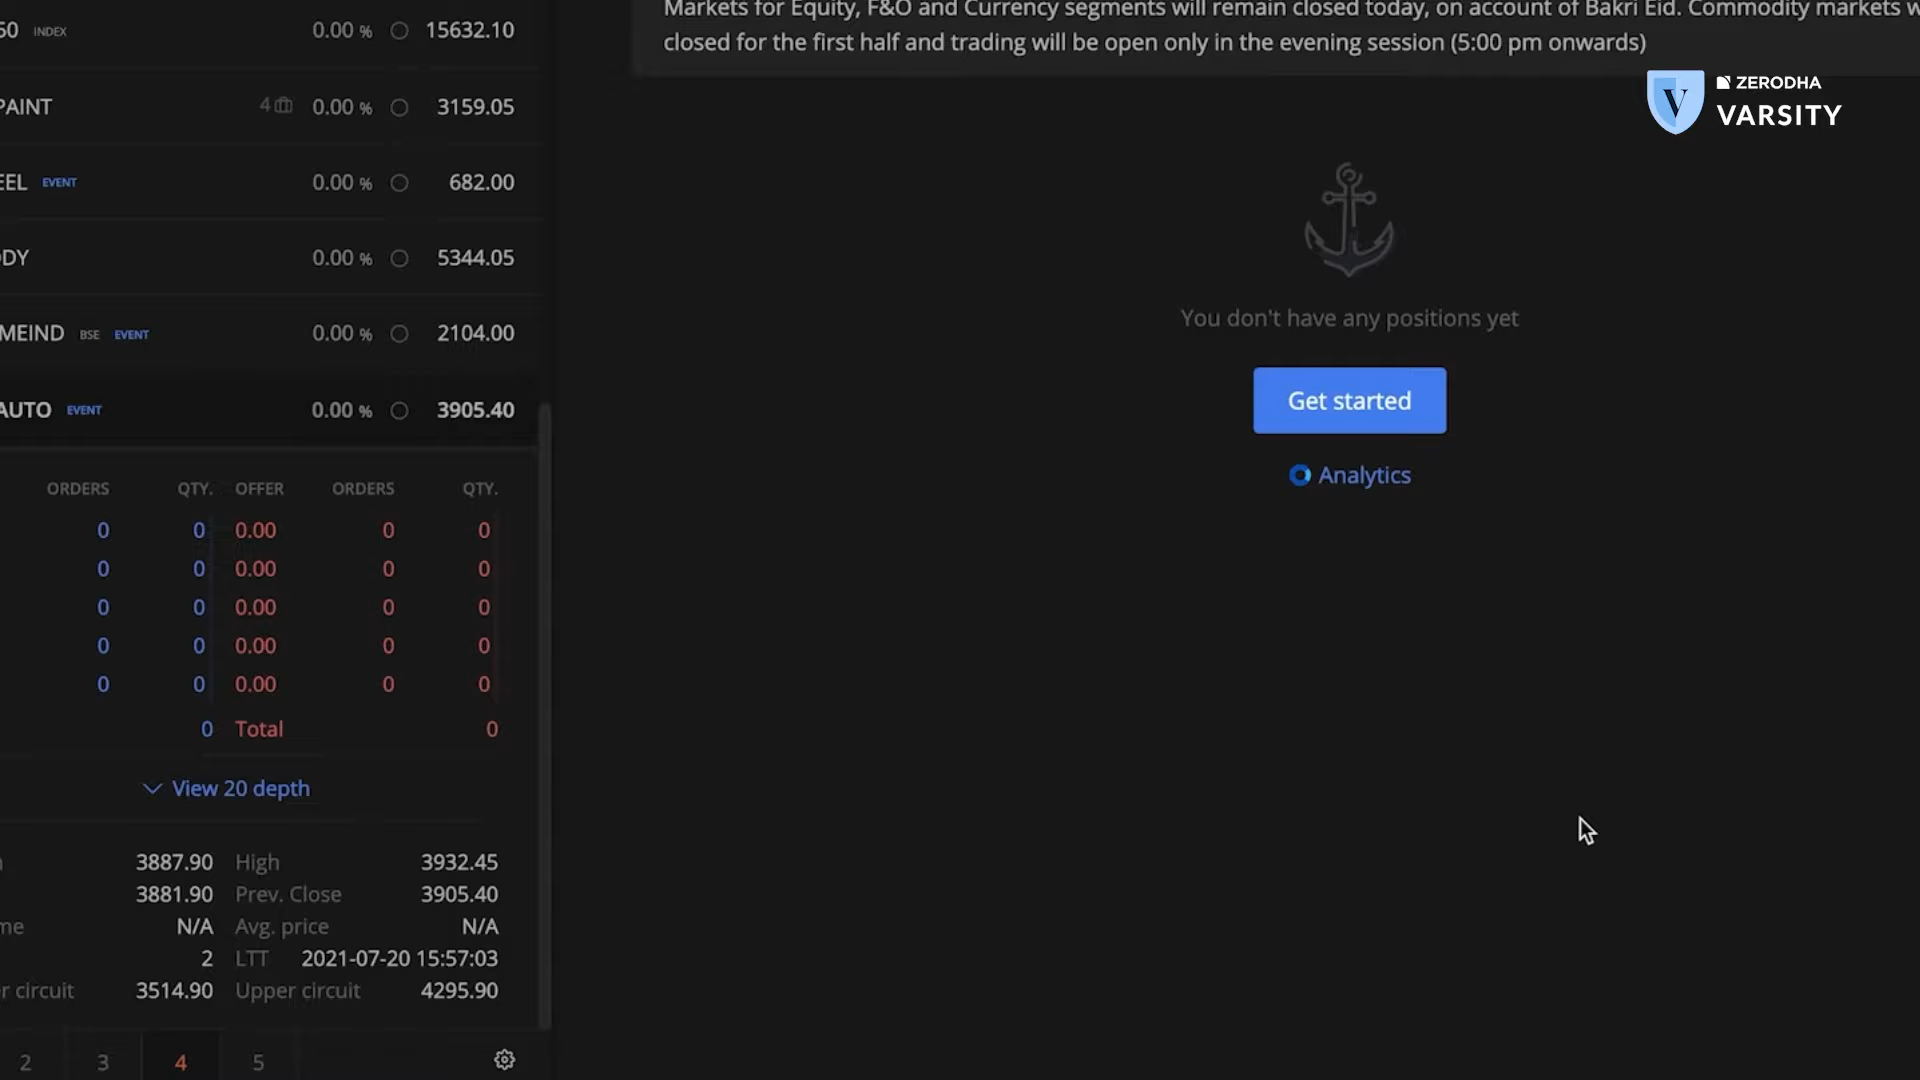 50 INDEX 0.00 % 15632.10
PAINT 4 0.00 % 3159.05
EEL EVENT 0.00 % 682.00
DY 0.00 % 5344.05
MEIND BSE EVENT 0.00 % 2104.00
AUTO EVENT 0.00 % 3905.40
ORDERS QTY. OFFER ORDERS QTY.
0 0 0.00 0 0
0 0 0.00 0 0
0 0 0.00 0 0
0 0 0.00 0 0
0 0 0.00 0 0
0 Total 0
View 20 depth
3887.90 High 3932.45
3881.90 Prev. Close 3905.40
me N/A Avg. price N/A
2 LTT 2021-07-20 15:57:03
r circuit 3514.90 Upper circuit 4295.90
2 3 4 5
Markets for Equity, F&O and Currency segments will remain closed today, on account of Bakri Eid. Commodity markets w
closed for the first half and trading will be open only in the evening session (5:00 pm onwards)
V ZERODHA
VARSITY
You don't have any positions yet
Get started
Analytics